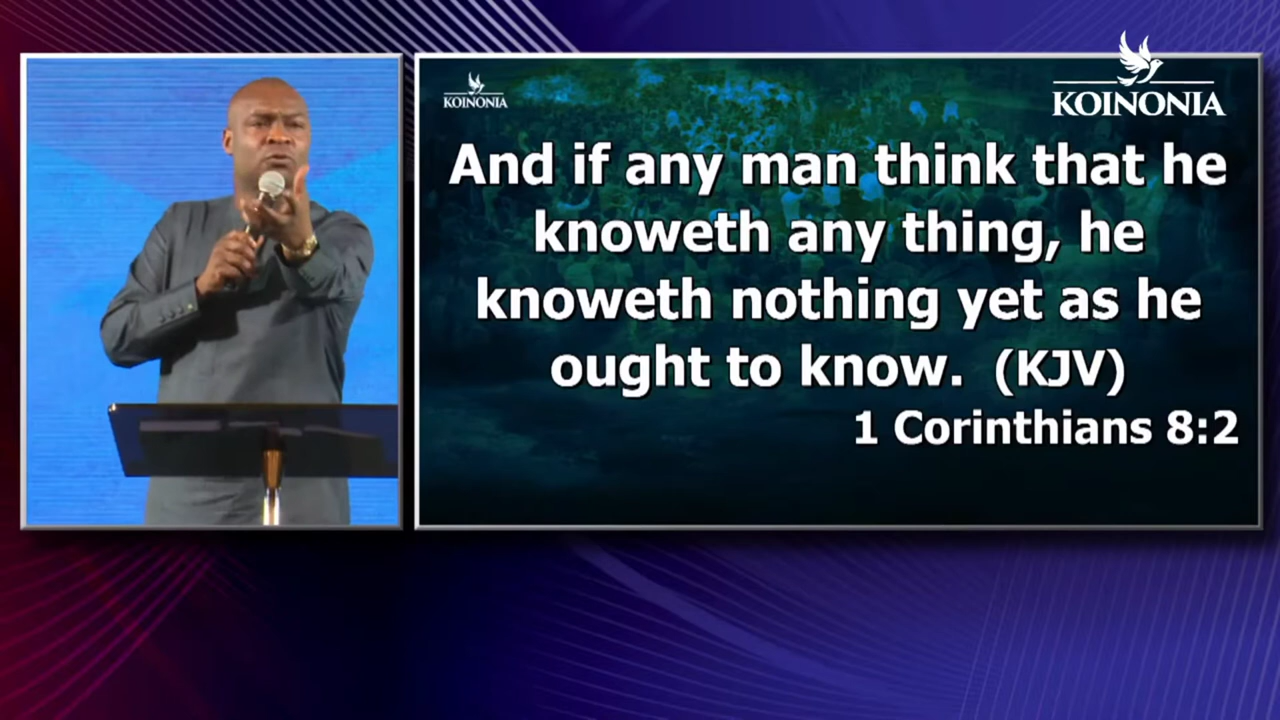 KOINONIA
KOINONIA
And if any man think that he
knoweth any thing, he
knoweth nothing yet as he
ought to know. (KJV)
1 Corinthians 8:2